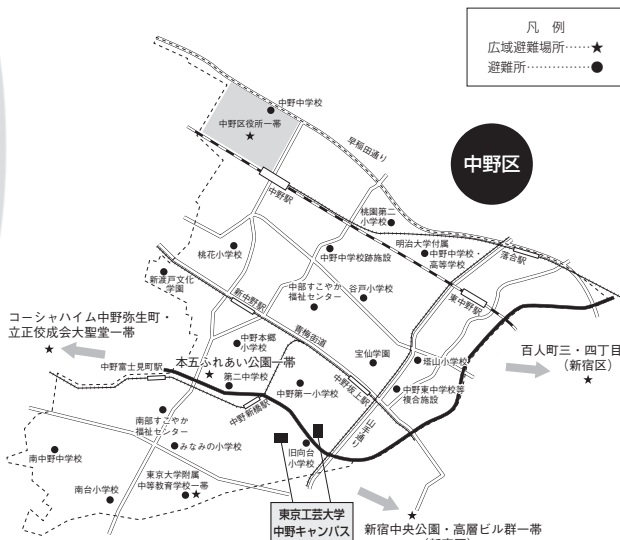 凡 例
広域避難場所……★
避難所………………●
中野区
中野中学校
中野区役所一帯
早稲田通り
中野駅
桃園第二
小学校
明治大学付属
中野中学校・
高等学校
落合駅
桃花小学校
中野中学校跡施設
新渡戸文化
学園
中部すこやか
福祉センター
谷戸小学校
東中野駅
新中野駅
青梅街道
コーシャハイム中野弥生町・
立正佼成会大聖堂一帯
中野本郷
小学校
宝仙学園
塔山小学校
百人町三・四丁目
(新宿区)
中野富士見町駅
本五ふれあい公園一帯
第二中学校
中野第一小学校
中野坂上駅
中野東中学校等
複合施設
中野新橋駅
山手通り
南部すこやか
福祉センター
みなみの小学校
旧向台
小学校
南中野中学校
東京大学附属
中等教育学校
南台小学校
東京工芸大学
中野キャンパス
新宿中央公園・高層ビル群一帯